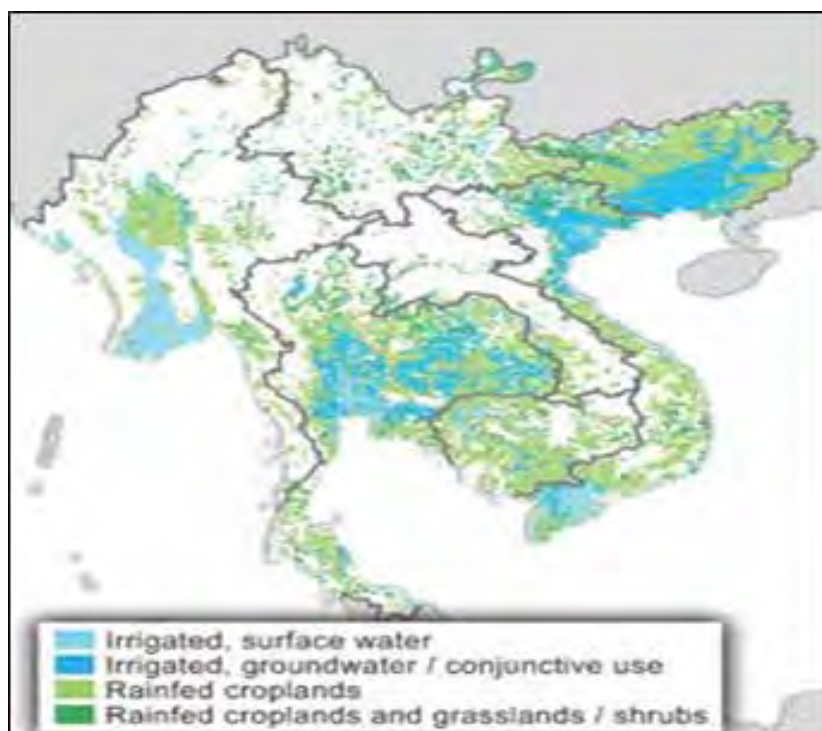 Irrigated, surface water
Irrigated, groundwater / conjunctive use
Rainfed croplands
Rainfed croplands and grasslands / shrubs